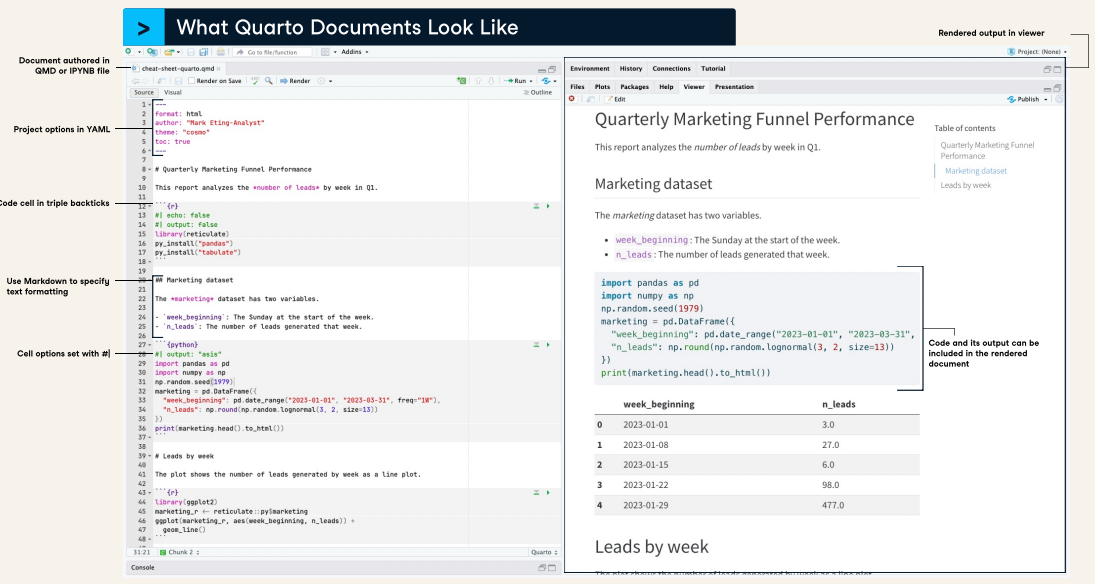 > What Quarto Documents Look Like
Rendered output in viewer
Document authored in
QMD or IPYNB file
Project options in YAML
Code cell in triple backticks
Use Markdown to specify
text formatting
Cell options set with #|
Go to file/function
Addins
Project: (None)
cheat-sheet-quarto.qmd
Render on Save
Render
Run
Source Visual
Outline
1 ---
2 format: html
3 author: "Mark Eting-Analyst"
4 theme: "cosmo"
5 toc: true
6 ---
7
8 # Quarterly Marketing Funnel Performance
9
10 This report analyzes the *number of leads* by week in Q1.
11
12 ```{r}
13 #| echo: false
14 #| output: false
15 library(reticulate)
16 py_install("pandas")
17 py_install("tabulate")
18 ```
19
20 ## Marketing dataset
21
22 The *marketing* dataset has two variables.
23
24 - `week_beginning`: The Sunday at the start of the week.
25 - `n_leads`: The number of leads generated that week.
26
27 ```{python}
28 #| output: "asis"
29 import pandas as pd
30 import numpy as np
31 np.random.seed(1979)
32 marketing = pd.DataFrame({
33 "week_beginning": pd.date_range("2023-01-01", "2023-03-31", freq="1W"),
34 "n_leads": np.round(np.random.lognormal(3, 2, size=13))
35 })
36 print(marketing.head().to_html())
37 ```
38
39 # Leads by week
40
41 The plot shows the number of leads generated by week as a line plot.
42
43 ```{r}
44 library(ggplot2)
45 marketing_r <- reticulate::py$marketing
46 ggplot(marketing_r, aes(week_beginning, n_leads)) +
47 geom_line()
48 ```
31:21 Chunk 2 Quarto
Console
Environment History Connections Tutorial
Files Plots Packages Help Viewer Presentation
Edit
Publish
Quarterly Marketing Funnel Performance
This report analyzes the number of leads by week in Q1.
Marketing dataset
The marketing dataset has two variables.
• week_beginning: The Sunday at the start of the week.
• n_leads: The number of leads generated that week.
import pandas as pd
import numpy as np
np.random.seed(1979)
marketing = pd.DataFrame({
"week_beginning": pd.date_range("2023-01-01", "2023-03-31",
"n_leads": np.round(np.random.lognormal(3, 2, size=13))
})
print(marketing.head().to_html())
week_beginning n_leads
0 2023-01-01 3.0
1 2023-01-08 27.0
2 2023-01-15 6.0
3 2023-01-22 98.0
4 2023-01-29 477.0
Leads by week
The plot shows the number of leads generated by week as a line plot.
Table of contents
Quarterly Marketing Funnel
Performance
Marketing dataset
Leads by week
Code and its output can be
included in the rendered
document